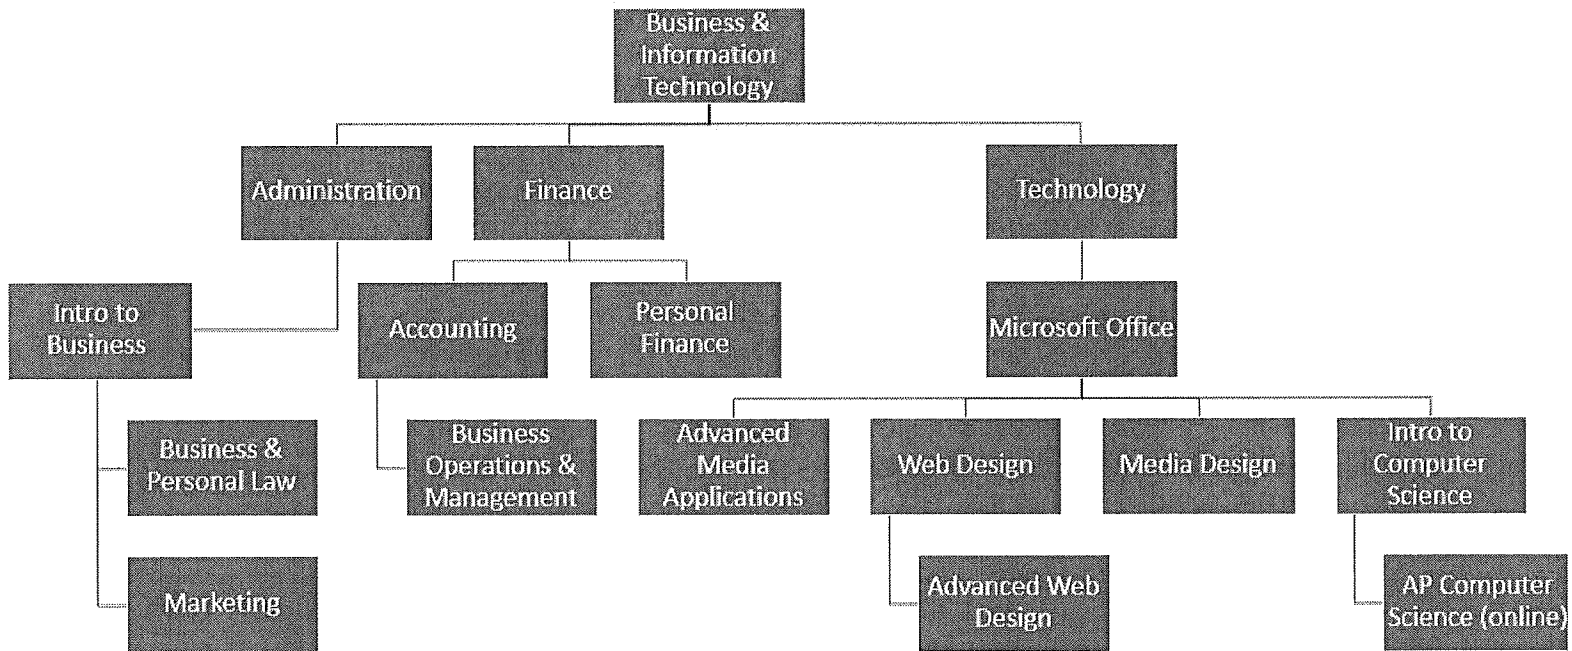 Business &
Information
Technology
Administration
Finance
Technology
Intro to
Business
Accounting
Personal
Finance
Microsoft Office
Business &
Personal Law
Business
Operations &
Management
Advanced
Media
Applications
Web Design
Media Design
Intro to
Computer
Science
Marketing
Advanced Web
Design
AP Computer
Science (online)